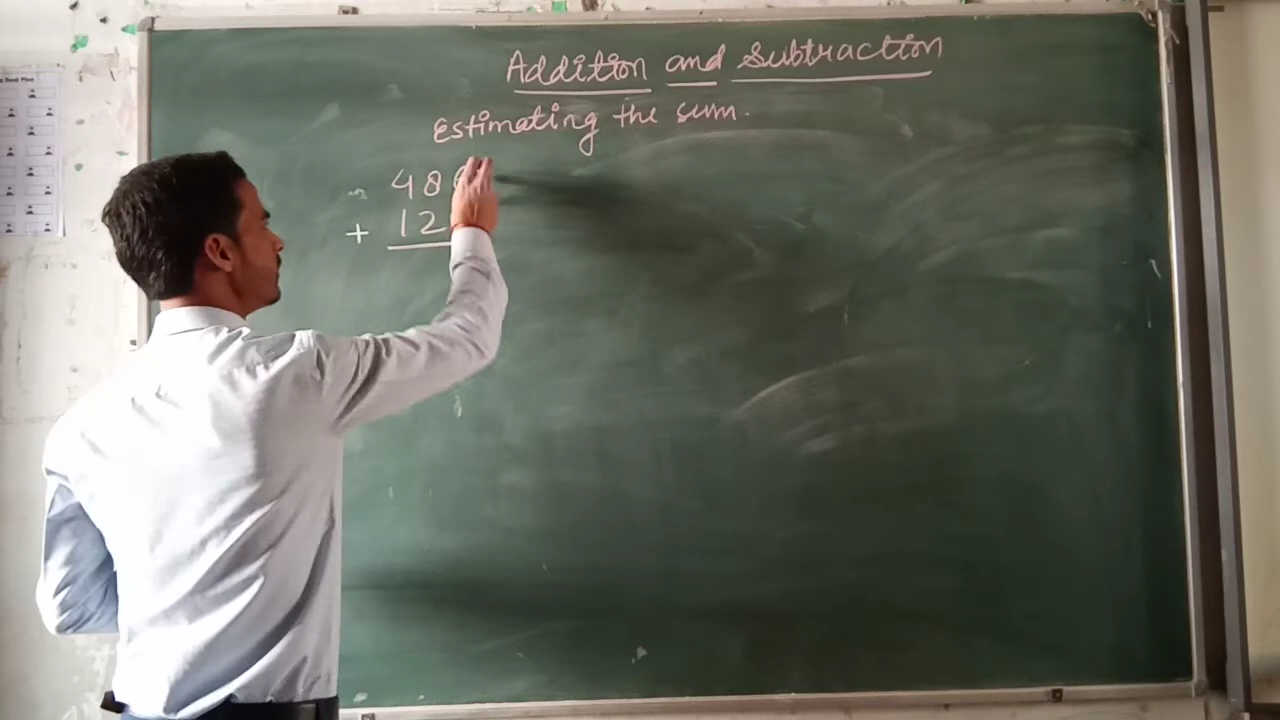 Addition and Subtraction
Estimating the sum.
48
+ 12